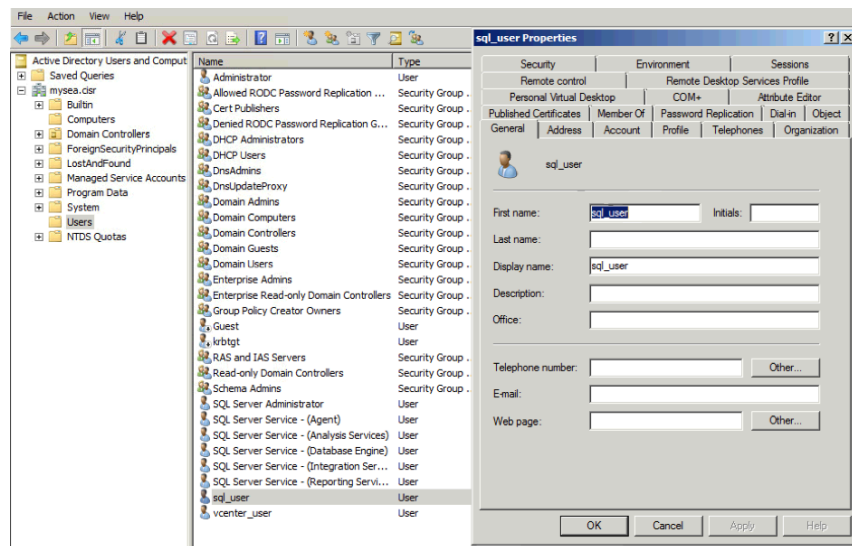 File Action View Help
Active Directory Users and Comput
Saved Queries
mysea.cisr
Builtin
Computers
Domain Controllers
ForeignSecurityPrincipals
LostAndFound
Managed Service Accounts
Program Data
System
Users
NTDS Quotas
Name Type
Administrator User
Allowed RODC Password Replication ... Security Group .
Cert Publishers Security Group .
Denied RODC Password Replication G... Security Group .
DHCP Administrators Security Group .
DHCP Users Security Group .
DnsAdmins Security Group .
DnsUpdateProxy Security Group .
Domain Admins Security Group .
Domain Computers Security Group .
Domain Controllers Security Group .
Domain Guests Security Group .
Domain Users Security Group .
Enterprise Admins Security Group .
Enterprise Read-only Domain Controllers Security Group .
Group Policy Creator Owners Security Group .
Guest User
krbtgt User
RAS and IAS Servers Security Group .
Read-only Domain Controllers Security Group .
Schema Admins Security Group .
SQL Server Administrator User
SQL Server Service - (Agent) User
SQL Server Service - (Analysis Services) User
SQL Server Service - (Database Engine) User
SQL Server Service - (Integration Ser... User
SQL Server Service - (Reporting Servi... User
sql_user User
vcenter_user User
sql_user Properties
Security Environment Sessions
Remote control Remote Desktop Services Profile
Personal Virtual Desktop COM+ Attribute Editor
Published Certificates Member Of Password Replication Dial-in Object
General Address Account Profile Telephones Organization
sql_user
First name: sql_user Initials:
Last name:
Display name: sql_user
Description:
Office:
Telephone number: Other...
E-mail:
Web page: Other...
OK Cancel Apply Help